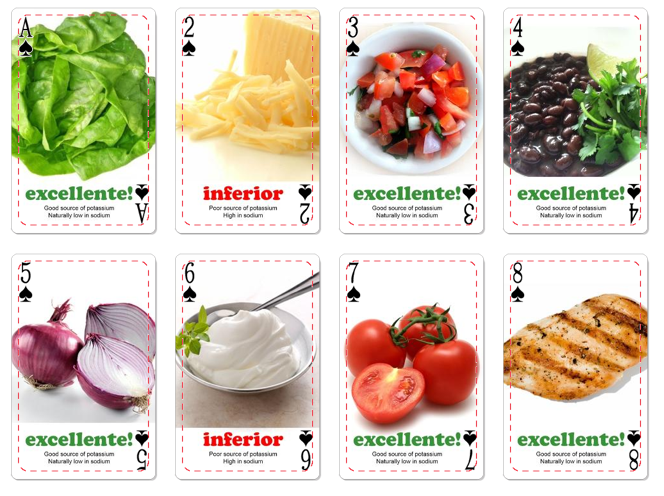 A
excellente!
Good source of potassium
Naturally low in sodium
A
2
inferior
Poor source of potassium
High in sodium
2
3
excellente!
Good source of potassium
Naturally low in sodium
3
4
excellente!
Good source of potassium
Naturally low in sodium
4
5
excellente!
Good source of potassium
Naturally low in sodium
5
6
inferior
Poor source of potassium
High in sodium
6
7
excellente!
Good source of potassium
Naturally low in sodium
7
8
excellente!
Good source of potassium
Naturally low in sodium
8